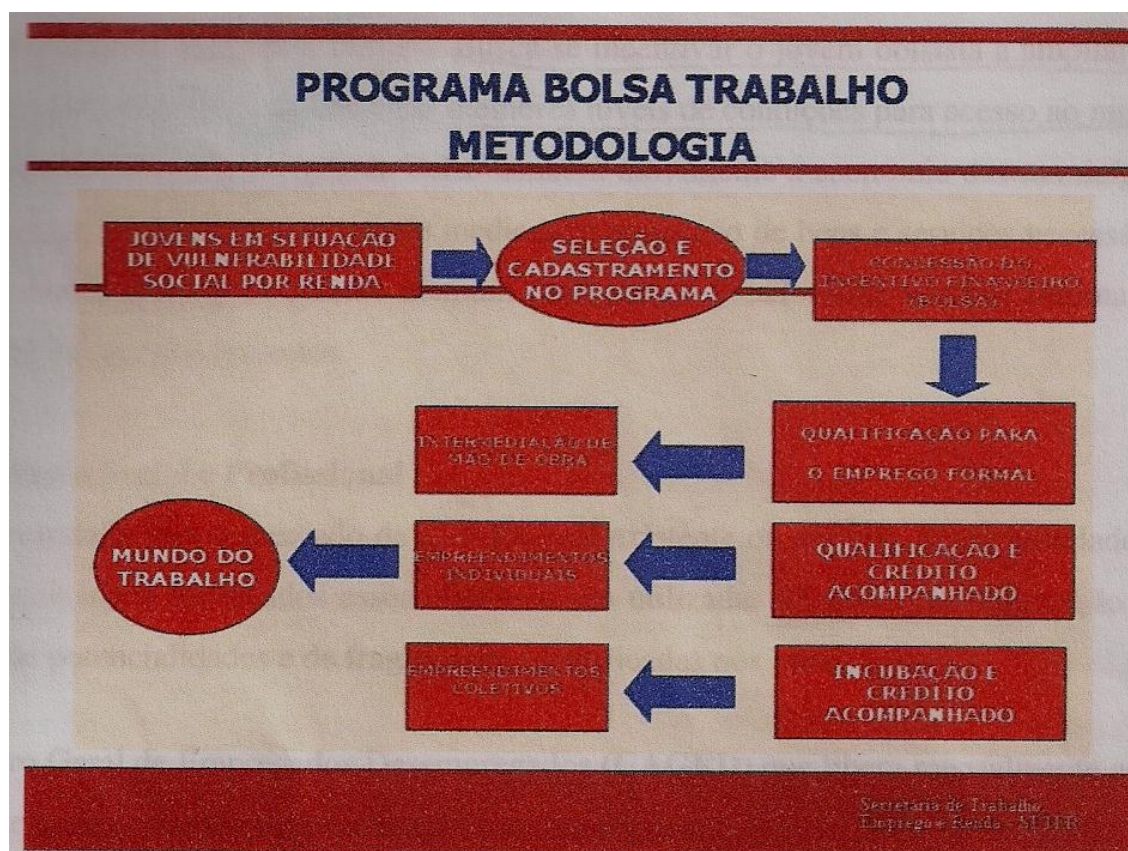 PROGRAMA BOLSA TRABALHO
METODOLOGIA
JOVENS EM SITUAÇÃO
DE VULNERABILIDADE
SOCIAL POR RENDA
SELEÇÃO E
CADASTRAMENTO
NO PROGRAMA
CONCESSÃO DO
INCENTIVO FINANCEIRO
(BOLSA)
QUALIFICAÇÃO PARA
O EMPREGO FORMAL
INTERMEDIAÇÃO DE
MÃO DE OBRA
QUALIFICAÇÃO E
CRÉDITO
ACOMPANHADO
EMPREENDIMENTOS
INDIVIDUAIS
MUNDO DO
TRABALHO
INCUBAÇÃO E
CRÉDITO
ACOMPANHADO
EMPREENDIMENTOS
COLETIVOS
Secretaria de Trabalho,
Emprego e Renda - SETER